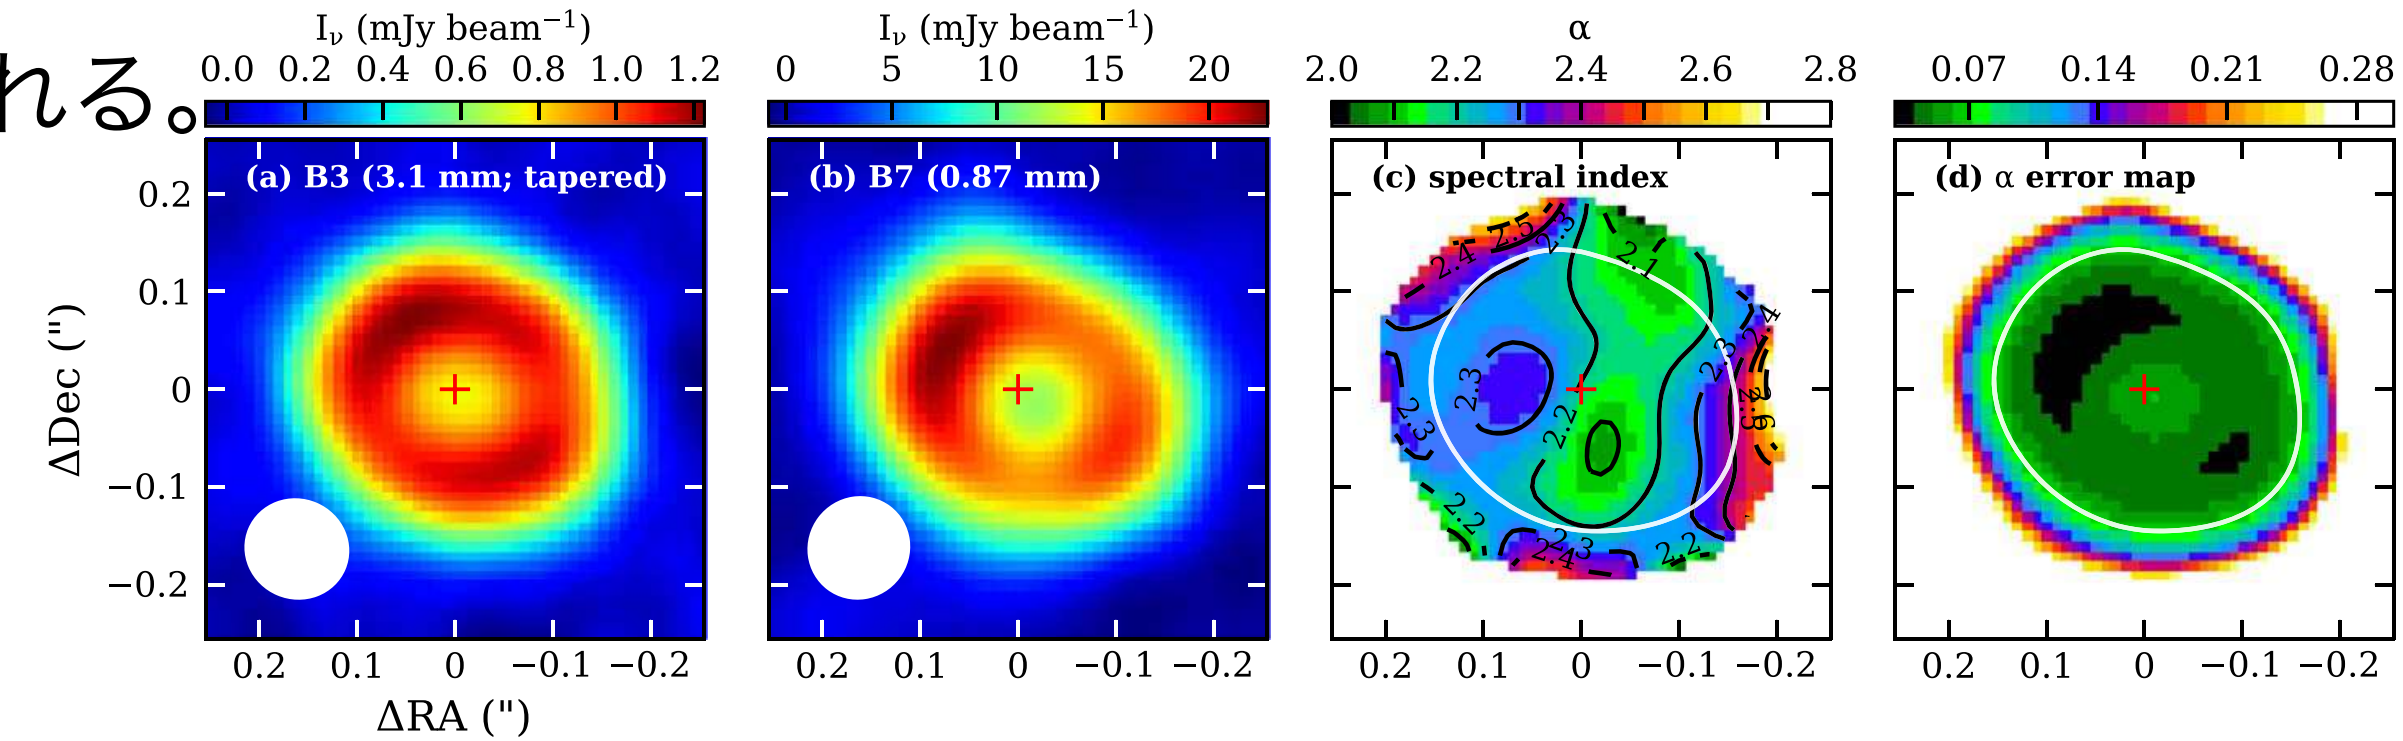 れる。
I_ν (mJy beam⁻¹)
0.0 0.2 0.4 0.6 0.8 1.0 1.2
I_ν (mJy beam⁻¹)
0 5 10 15 20
α
2.0 2.2 2.4 2.6 2.8
0.07 0.14 0.21 0.28
(a) B3 (3.1 mm; tapered)
(b) B7 (0.87 mm)
(c) spectral index
(d) α error map
ΔDec (")
0.2
0.1
0
−0.1
−0.2
2.5
2.3
2.4
2.1
2.4
2.3
2.3
2.3
2.2
2.5
2.6
2.2
2.3
2.4
2.2
0.2 0.1 0 −0.1 −0.2
0.2 0.1 0 −0.1 −0.2
0.2 0.1 0 −0.1 −0.2
0.2 0.1 0 −0.1 −0.2
ΔRA (")